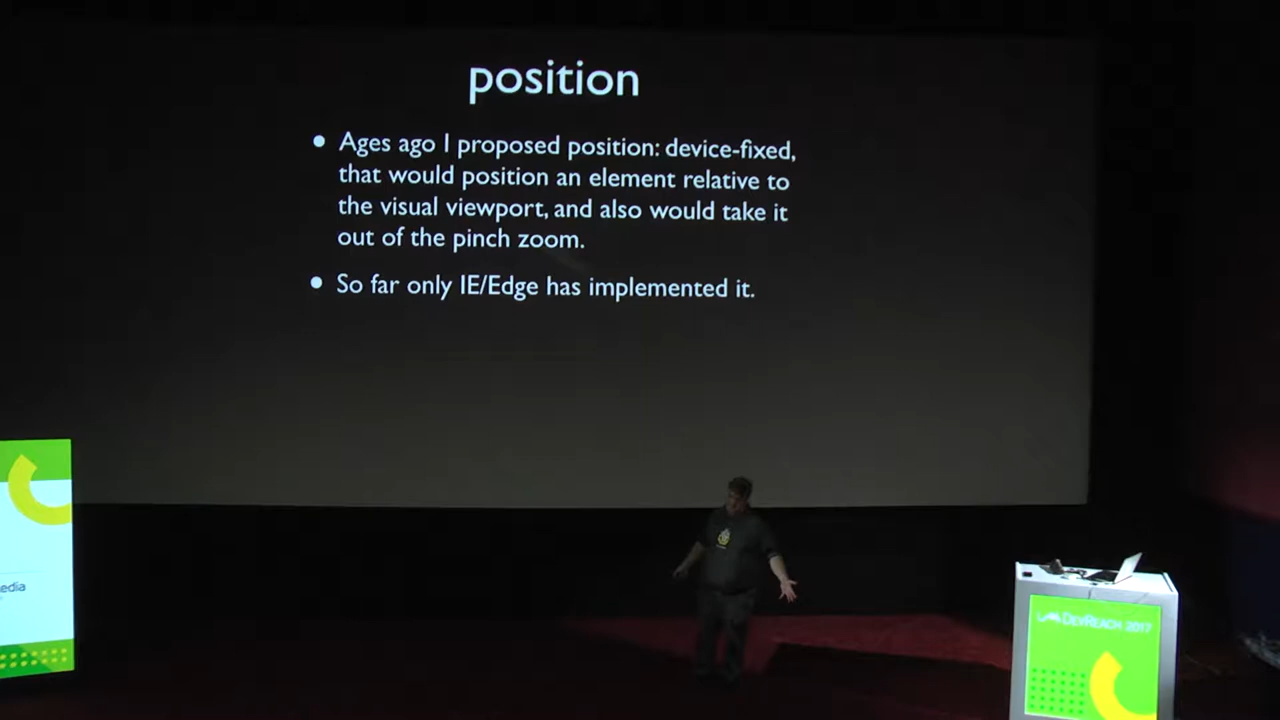 position
• Ages ago I proposed position: device-fixed,
that would position an element relative to
the visual viewport, and also would take it
out of the pinch zoom.
• So far only IE/Edge has implemented it.
edia
DEVREACH 2017